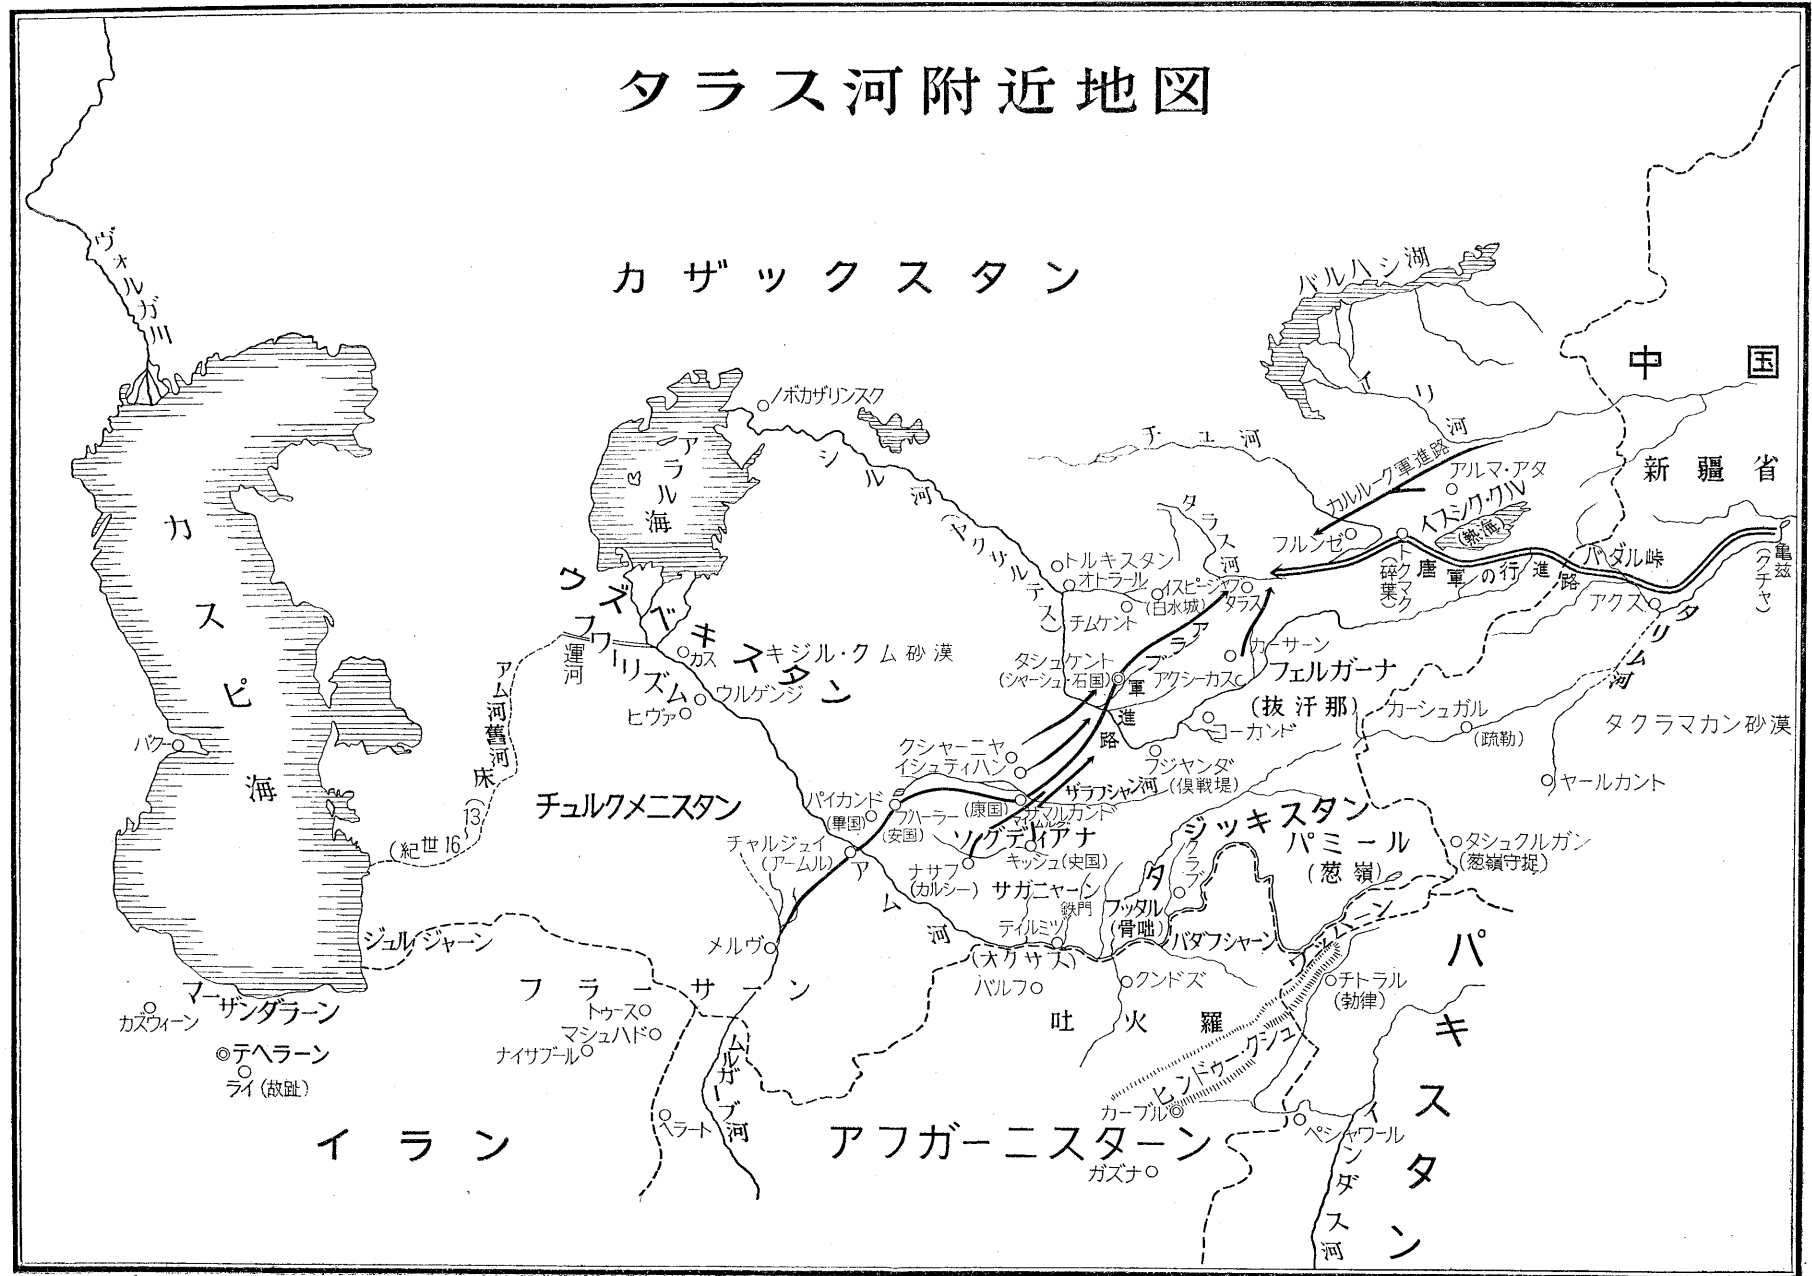 タラス河附近地図
ヴォルガ川
カザックスタン
バルハシ湖
中国
イリ河
ノボカザリンスク
チュ河
カルルーク軍進路
アルマ・アタ
新疆省
アラル海
シル河(ヤクサルテス)
タラス河
イスシク・クル
(熱海)
フルンゼ
カスピ海
トルキスタン
オトラール
イスピージャブ
(白水城)
タラス
トクマク
(碎葉)
唐軍の行進路
バダル峠
亀玆
(クチャ)
アクス
タリム河
チムケント
ウズベキスタン
フワーリズム
運河
カス
キジル・クム砂漠
ウルゲンジ
ヒヴァ
アム河舊河床
(紀世16〜13)
タシュケント
(シャーシュ・石国)
アラブ軍進路
アクシーカス
カーサーン
フェルガーナ
(抜汗那)
カーシュガル
(疏勒)
タクラマカン砂漠
コーカンド
バクー
クシャーニヤ
イシュティハン
フジャンダ
(俱戦堤)
ヤールカント
ザラフシャン河
チュルクメニスタン
パイカンド
(畢国)
ブハーラー
(安国)
(康国)
サマルカンド
マイムルグ
ソグディアナ
キッシュ(史国)
タジッキスタン
パミール
(葱嶺)
タシュクルガン
(葱嶺守捉)
チャルジュイ
(アームル)
アム河
(オクサス)
ナサフ
(カルシー)
サガニャーン
鉄門
クラブ
フッタル
(骨咄)
ティルミツ
バダフシャーン
ワッハーン
メルヴ
ジュルジャーン
マーザンダラーン
カズウィーン
フラーサーン
トゥース
マシュハド
ナイサブール
バルフ
クンドズ
チトラル
(勃律)
吐火羅
◎テヘラーン
ライ(故趾)
ムルガーブ河
ヒンドゥー・クシュ
パキスタン
カーブル
ヘラート
ペシャワール
イラン
アフガーニスターン
ガズナ
インダス河